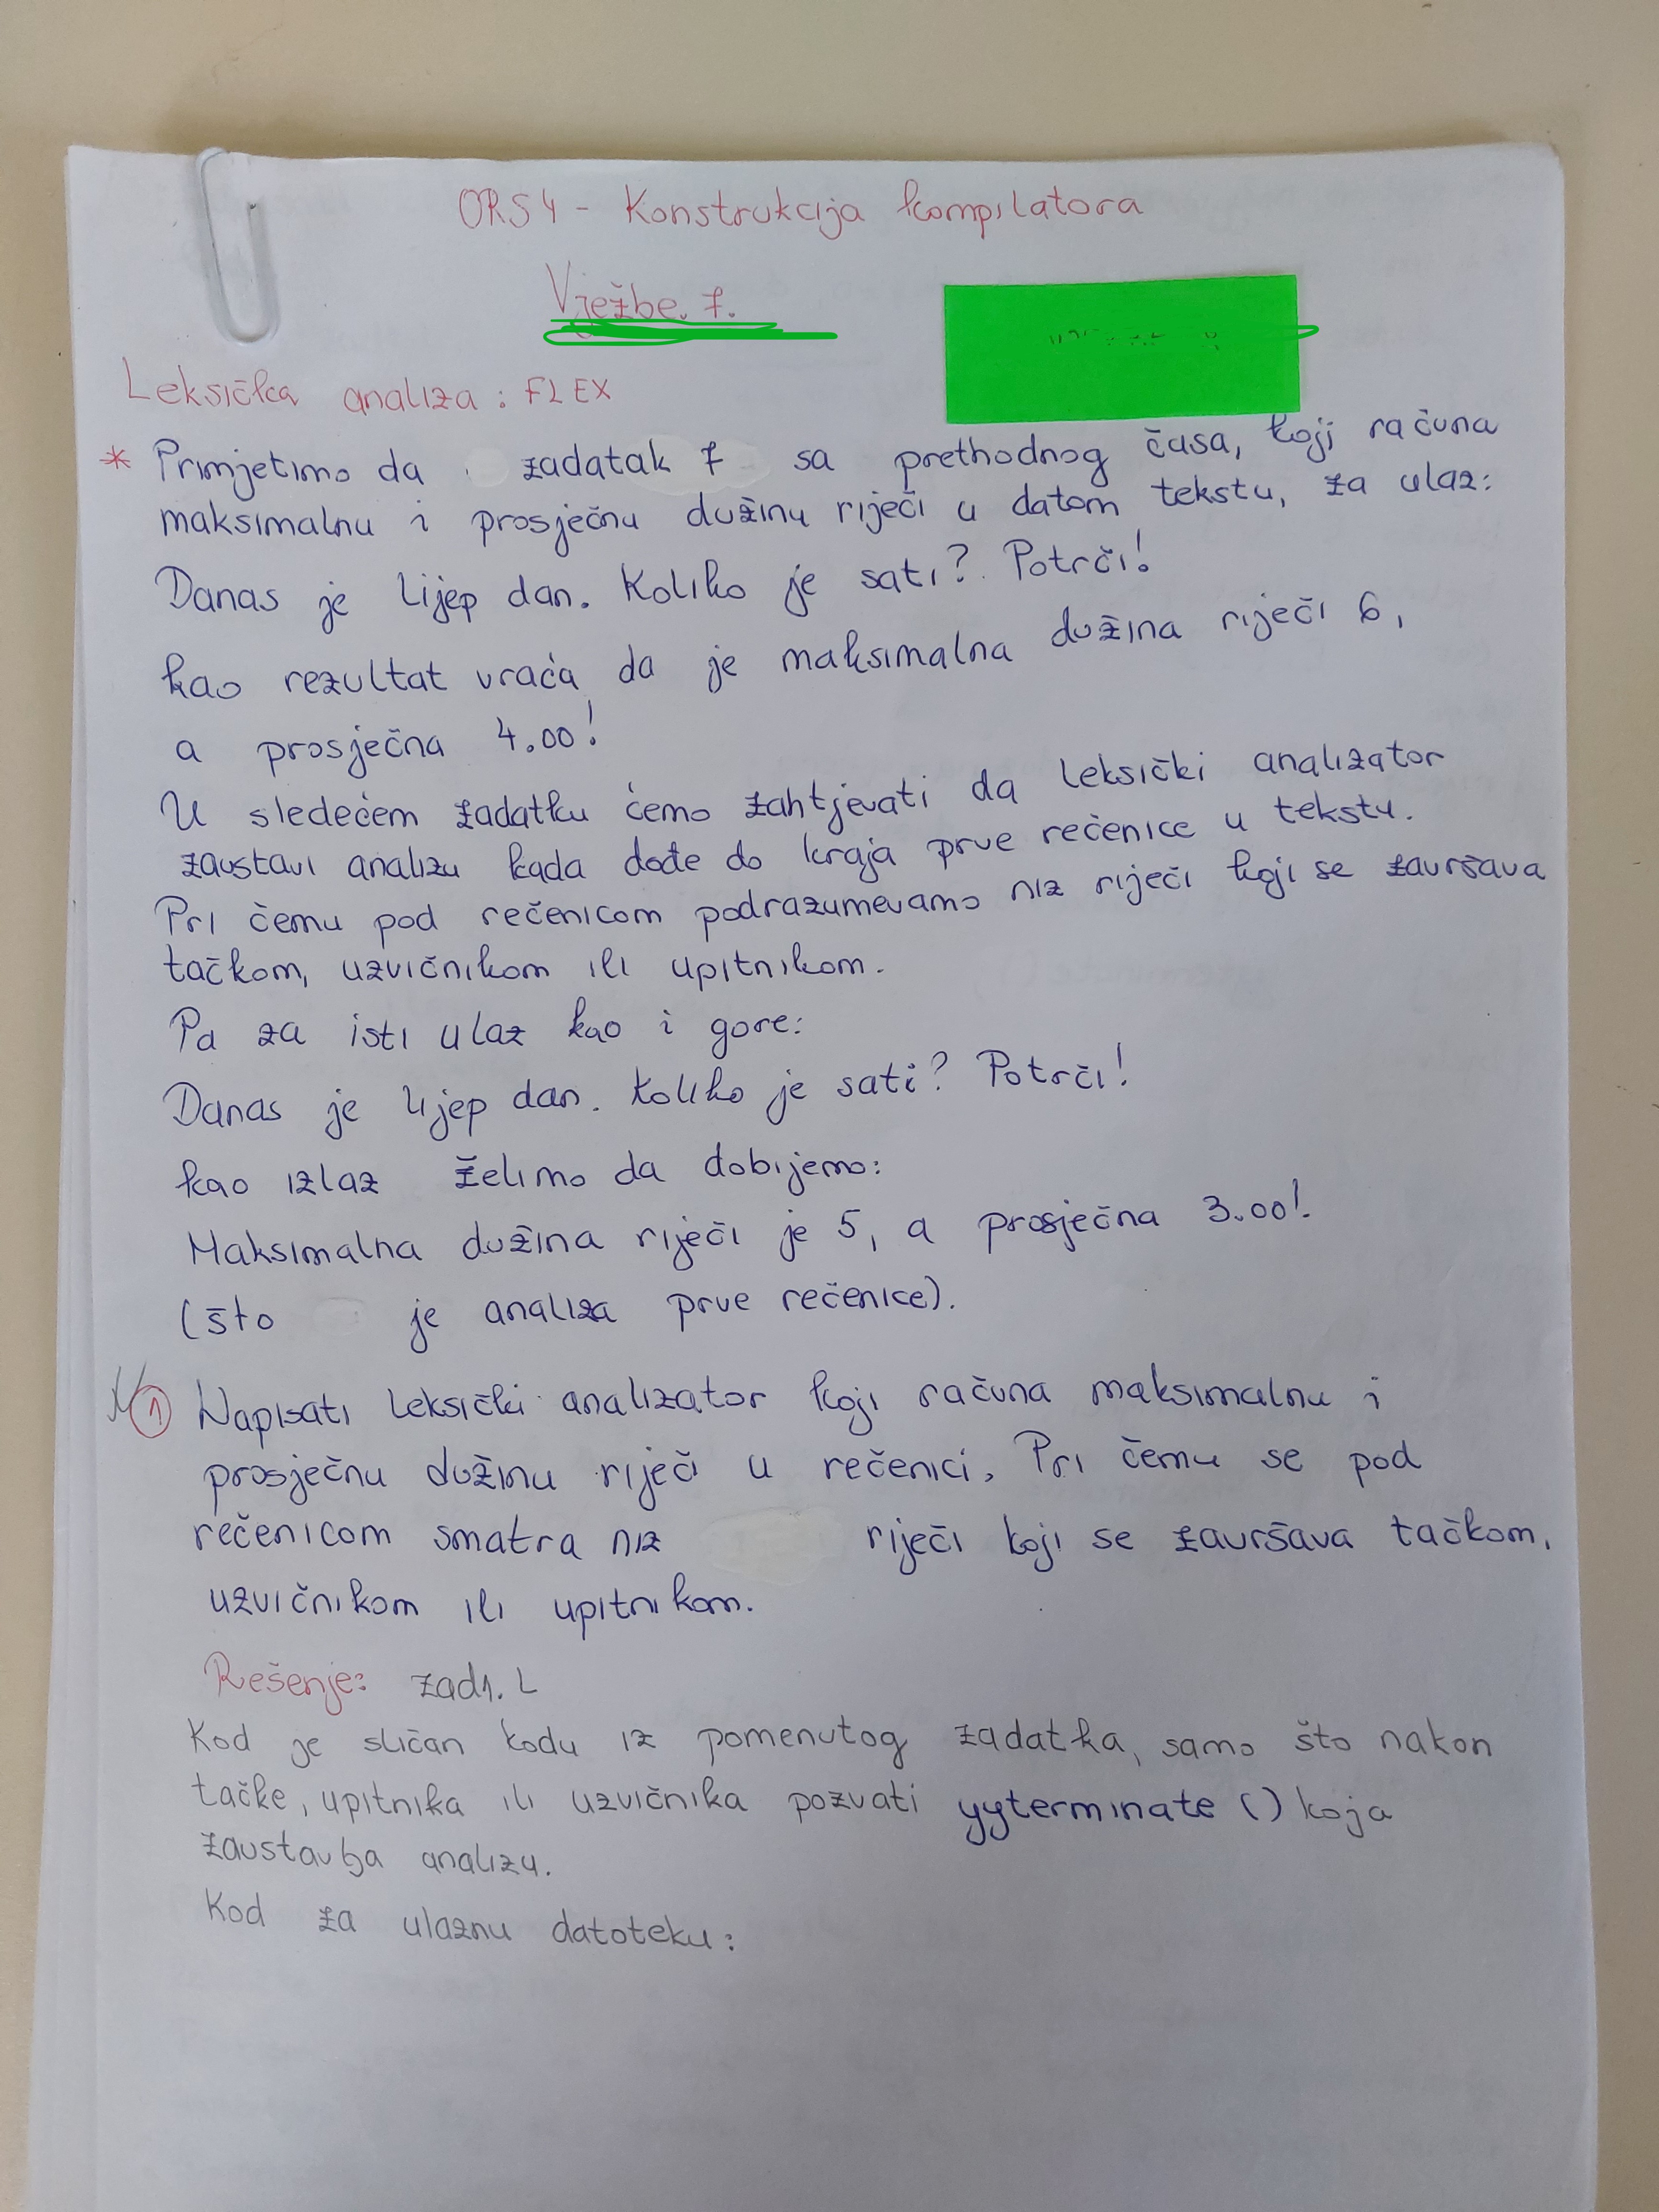 ORS4 - Konstrukcija kompilatora
Vježbe. 7.
Leksička analiza: FLEX
* Primjetimo da zadatak 7 sa prethodnog časa, koji računa
maksimalnu i prosječnu dužinu riječi u datom tekstu, za ulaz:
Danas je lijep dan. Koliko je sati? Potrči!
kao rezultat vraća da je maksimalna dužina riječi 6,
a prosječna 4.00!
U sledećem zadatku ćemo zahtjevati da leksički analizator
zaustavi analizu kada dođe do kraja prve rečenice u tekstu.
Pri čemu pod rečenicom podrazumevamo niz riječi koji se završava
tačkom, uzvičnikom ili upitnikom.
Pa za isti ulaz kao i gore:
Danas je lijep dan. Koliko je sati? Potrči!
kao izlaz želimo da dobijemo:
Maksimalna dužina riječi je 5, a prosječna 3.00!
(što je analiza prve rečenice).
1 Napisati leksički analizator koji računa maksimalnu i
prosječnu dužinu riječi u rečenici. Pri čemu se pod
rečenicom smatra niz riječi koji se završava tačkom,
uzvičnikom ili upitnikom.
Rešenje: zad1.L
Kod je sličan kodu iz pomenutog zadatka, samo što nakon
tačke, upitnika ili uzvičnika pozvati yyterminate () koja
zaustavlja analizu.
Kod za ulaznu datoteku: